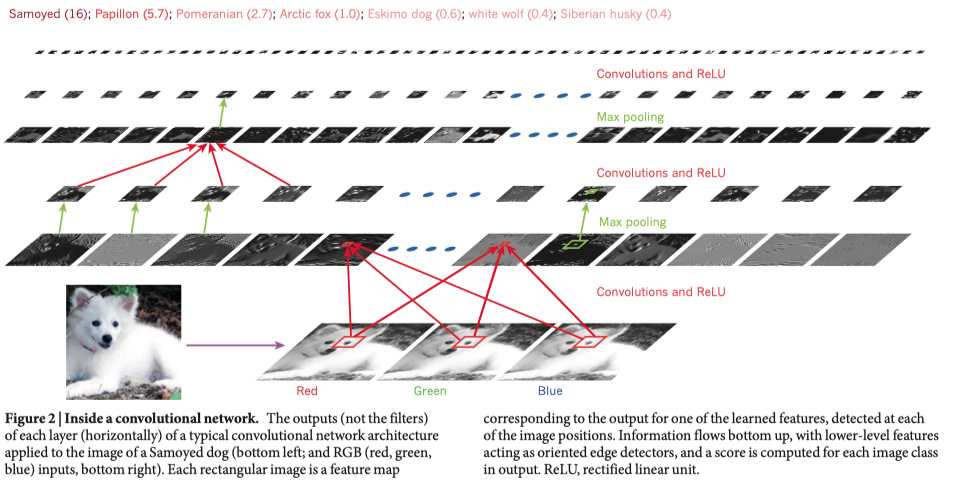 Samoyed (16); Papillon (5.7); Pomeranian (2.7); Arctic fox (1.0); Eskimo dog (0.6); white wolf (0.4); Siberian husky (0.4)
Convolutions and ReLU
Max pooling
Convolutions and ReLU
Max pooling
Convolutions and ReLU
Red
Green
Blue
Figure 2 | Inside a convolutional network. The outputs (not the filters)
of each layer (horizontally) of a typical convolutional network architecture
applied to the image of a Samoyed dog (bottom left; and RGB (red, green,
blue) inputs, bottom right). Each rectangular image is a feature map
corresponding to the output for one of the learned features, detected at each
of the image positions. Information flows bottom up, with lower-level features
acting as oriented edge detectors, and a score is computed for each image class
in output. ReLU, rectified linear unit.